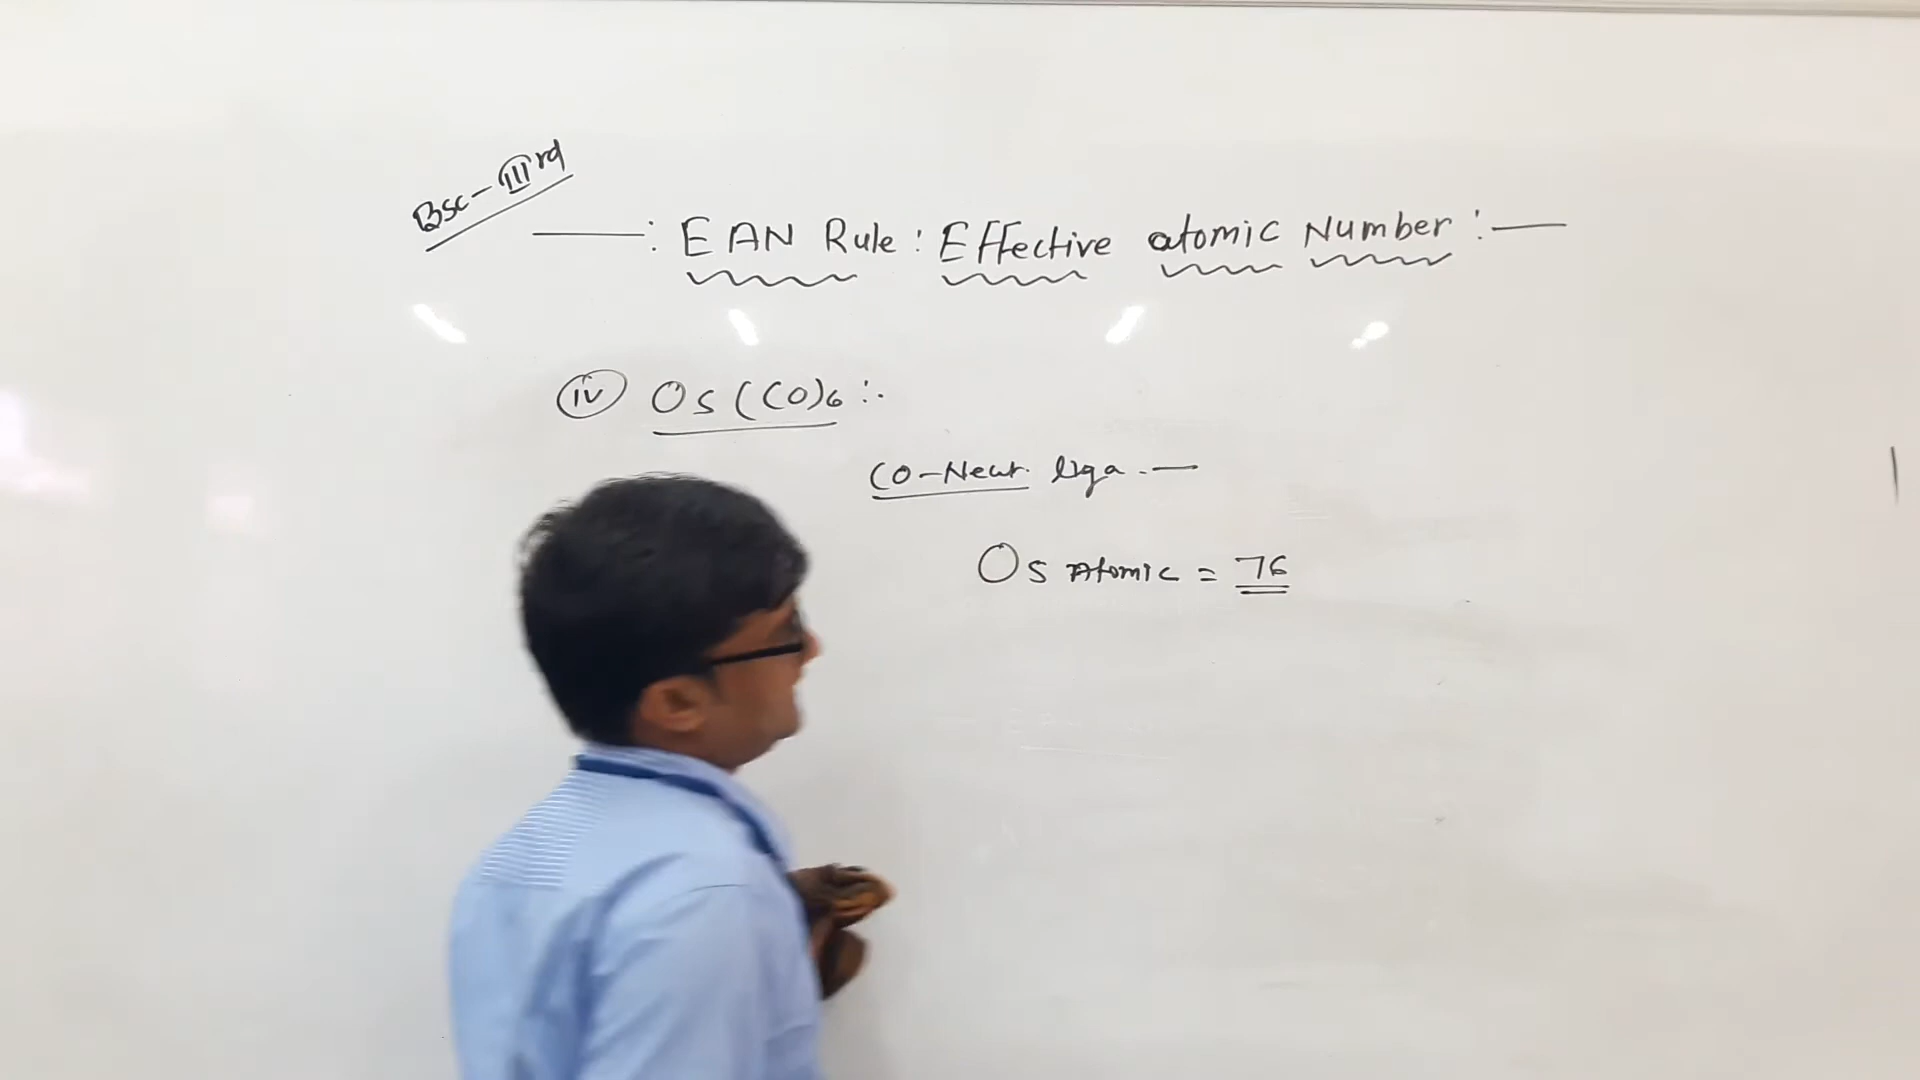 Bsc-IIIrd
: EAN Rule : Effective atomic Number :
(iv) Os (CO)6 :.
CO-Neut. liga. —
Os Atomic = 76